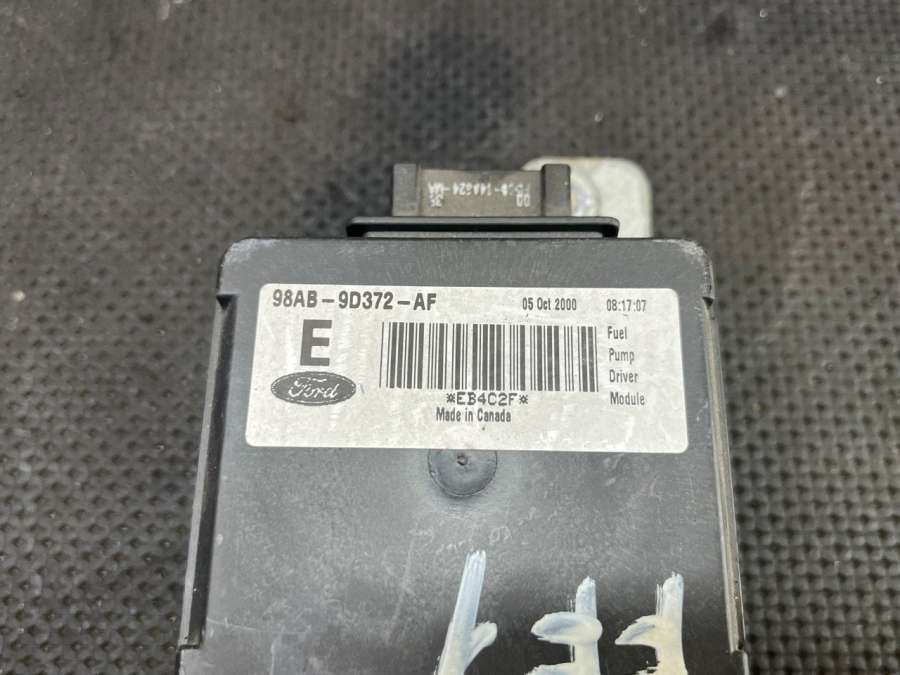 98AB-9D372-AF
05 Oct 2000 08:17:07
E
Ford
*EB4C2F*
Made in Canada
Fuel
Pump
Driver
Module